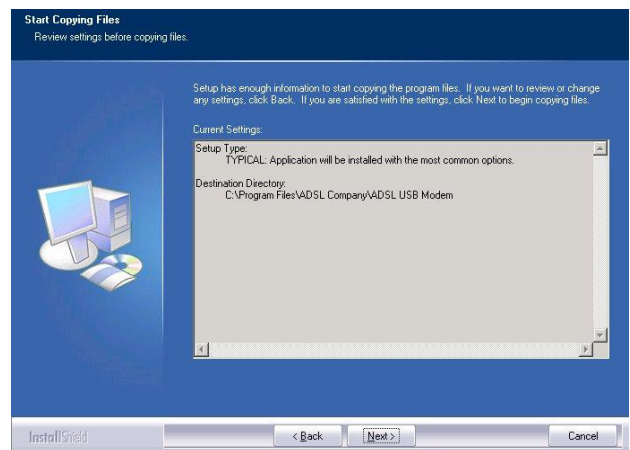 Start Copying Files
Review settings before copying files.
Setup has enough information to start copying the program files. If you want to review or change
any settings, click Back. If you are satisfied with the settings, click Next to begin copying files.
Current Settings:
Setup Type:
TYPICAL: Application will be installed with the most common options.
Destination Directory:
C:\Program Files\ADSL Company\ADSL USB Modem
InstallShield
< Back
Next >
Cancel